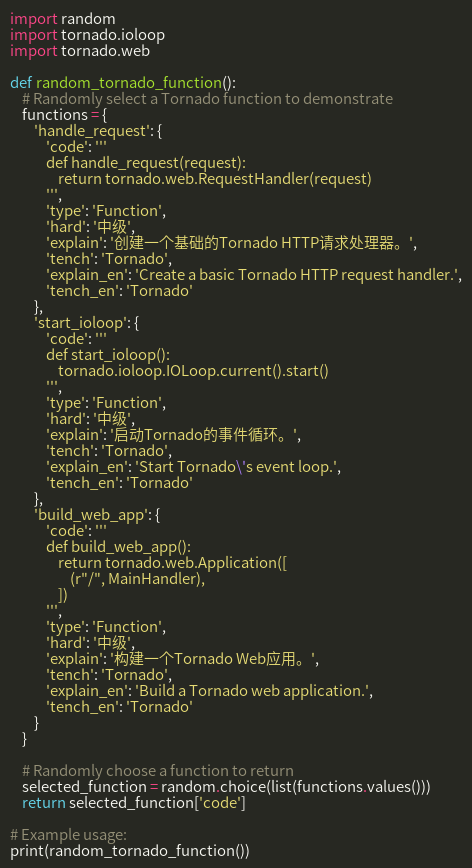 import random
import tornado.ioloop
import tornado.web

def random_tornado_function():
    # Randomly select a Tornado function to demonstrate
    functions = {
        'handle_request': {
            'code': '''
            def handle_request(request):
                return tornado.web.RequestHandler(request)
            ''',
            'type': 'Function',
            'hard': '中级',
            'explain': '创建一个基础的Tornado HTTP请求处理器。',
            'tench': 'Tornado',
            'explain_en': 'Create a basic Tornado HTTP request handler.',
            'tench_en': 'Tornado'
        },
        'start_ioloop': {
            'code': '''
            def start_ioloop():
                tornado.ioloop.IOLoop.current().start()
            ''',
            'type': 'Function',
            'hard': '中级',
            'explain': '启动Tornado的事件循环。',
            'tench': 'Tornado',
            'explain_en': 'Start Tornado\'s event loop.',
            'tench_en': 'Tornado'
        },
        'build_web_app': {
            'code': '''
            def build_web_app():
                return tornado.web.Application([
                    (r"/", MainHandler),
                ])
            ''',
            'type': 'Function',
            'hard': '中级',
            'explain': '构建一个Tornado Web应用。',
            'tench': 'Tornado',
            'explain_en': 'Build a Tornado web application.',
            'tench_en': 'Tornado'
        }
    }

    # Randomly choose a function to return
    selected_function = random.choice(list(functions.values()))
    return selected_function['code']

# Example usage:
print(random_tornado_function())